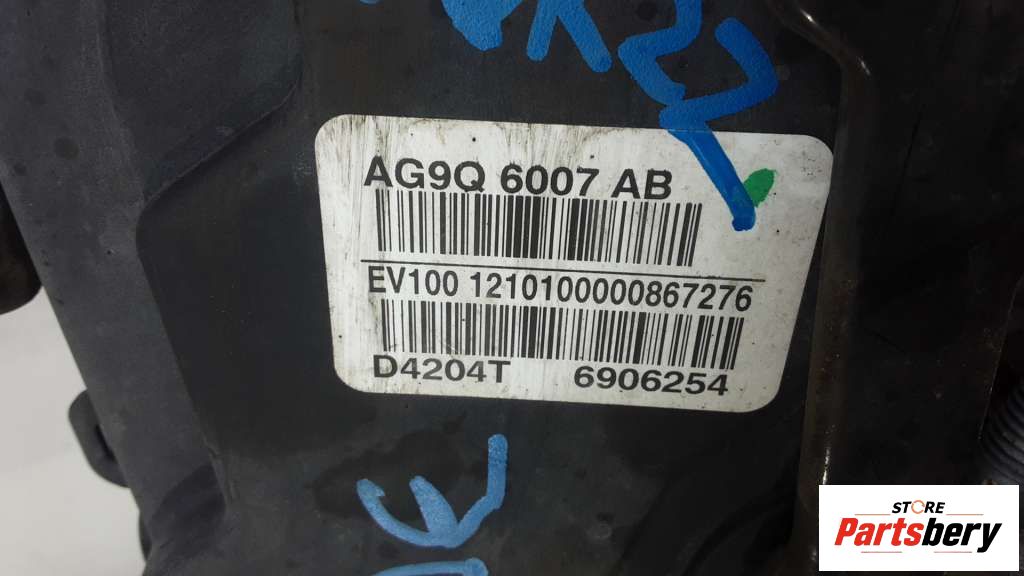 AG9Q 6007 AB
EV100 1210100000867276
D4204T 6906254
STORE
Partsbery